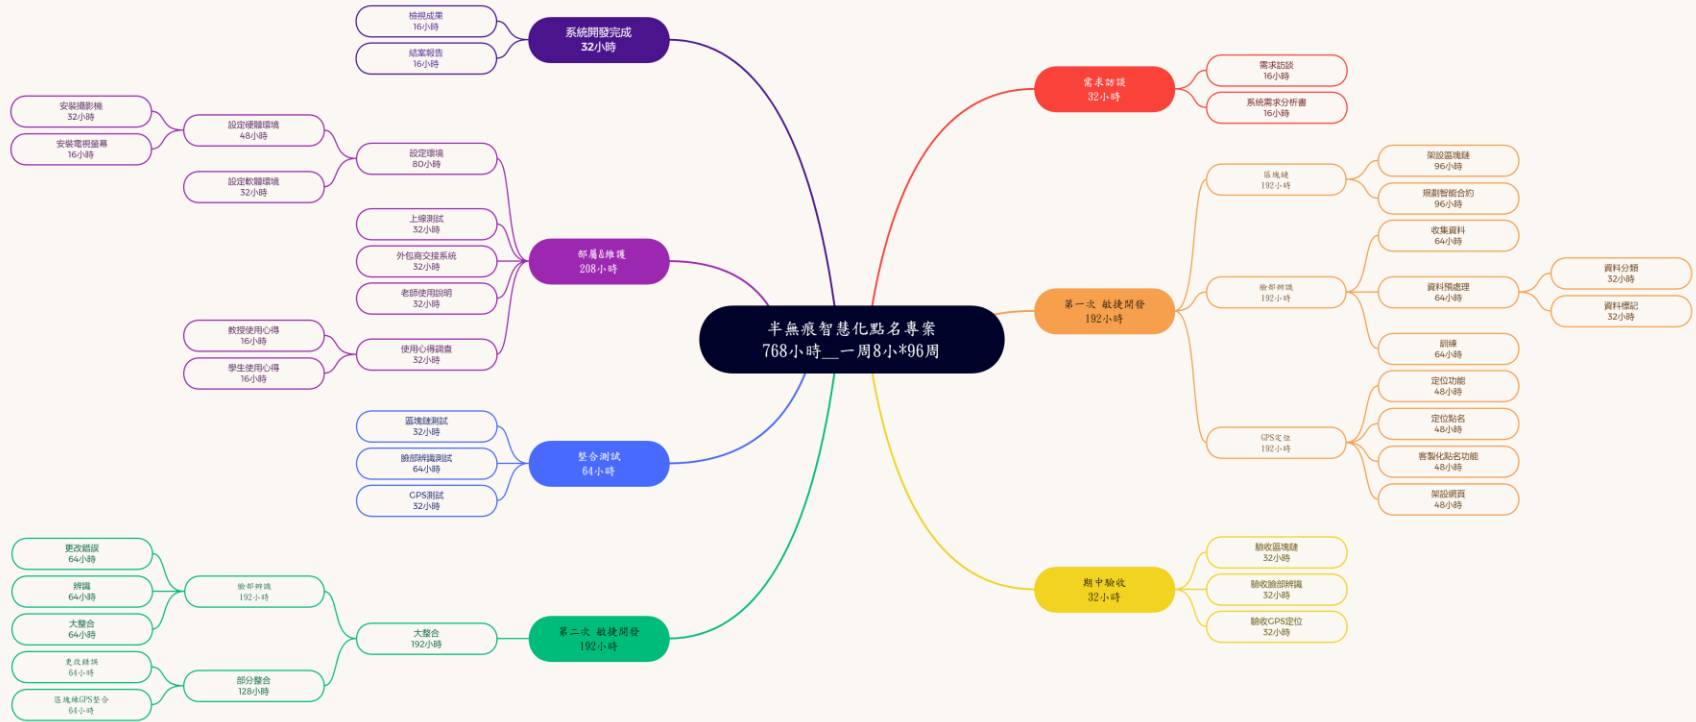 半無痕智慧化點名專案
768小時__一周8小*96周
需求訪談
32小時
需求訪談
16小時
系統需求分析書
16小時
第一次 敏捷開發
192小時
區塊鏈
192小時
架設區塊鏈
96小時
規劃智能合約
96小時
臉部辨識
192小時
收集資料
64小時
資料預處理
64小時
資料分類
32小時
資料標記
32小時
訓練
64小時
GPS定位
192小時
定位功能
48小時
定位點名
48小時
客製化點名功能
48小時
架設網頁
48小時
期中驗收
32小時
驗收區塊鏈
32小時
驗收臉部辨識
32小時
驗收GPS定位
32小時
系統開發完成
32小時
檢視成果
16小時
結案報告
16小時
部屬&維護
208小時
設定環境
80小時
設定硬體環境
48小時
安裝攝影機
32小時
安裝電視螢幕
16小時
設定軟體環境
32小時
上線測試
32小時
外包商交接系統
32小時
老師使用說明
32小時
使用心得調查
32小時
教授使用心得
16小時
學生使用心得
16小時
整合測試
64小時
區塊鏈測試
32小時
臉部辨識測試
64小時
GPS測試
32小時
第二次 敏捷開發
192小時
大整合
192小時
臉部辨識
192小時
更改錯誤
64小時
辨識
64小時
大整合
64小時
部分整合
128小時
更改錯誤
64小時
區塊鍊GPS整合
64小時